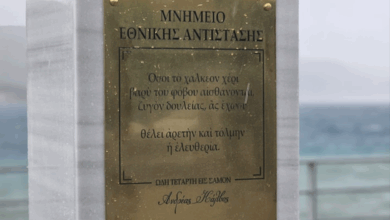 ΜΝΗΜΕΙΟ
ΕΘΝΙΚΗΣ ΑΝΤΙΣΤΑΣΗΣ
Όσοι το χάλκεον χέρι
βαρύ του φόβου αισθάνονται,
ζυγόν δουλείας, ας έχωσι·
θέλει αρετήν και τόλμην
η ελευθερία.
ΩΔΗ ΤΕΤΑΡΤΗ ΕΙΣ ΣΑΜΟΝ
Ανδρέας Κάλβος